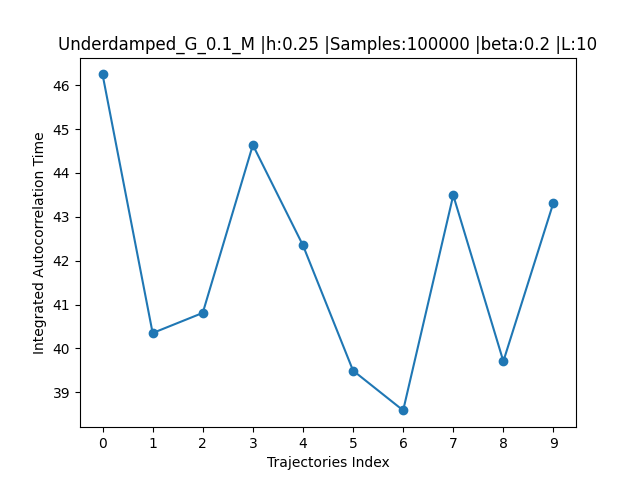 Underdamped_G_0.1_M |h:0.25 |Samples:100000 |beta:0.2 |L:10
46
45
44
43
42
41
40
39
Integrated Autocorrelation Time
0 1 2 3 4 5 6 7 8 9
Trajectories Index